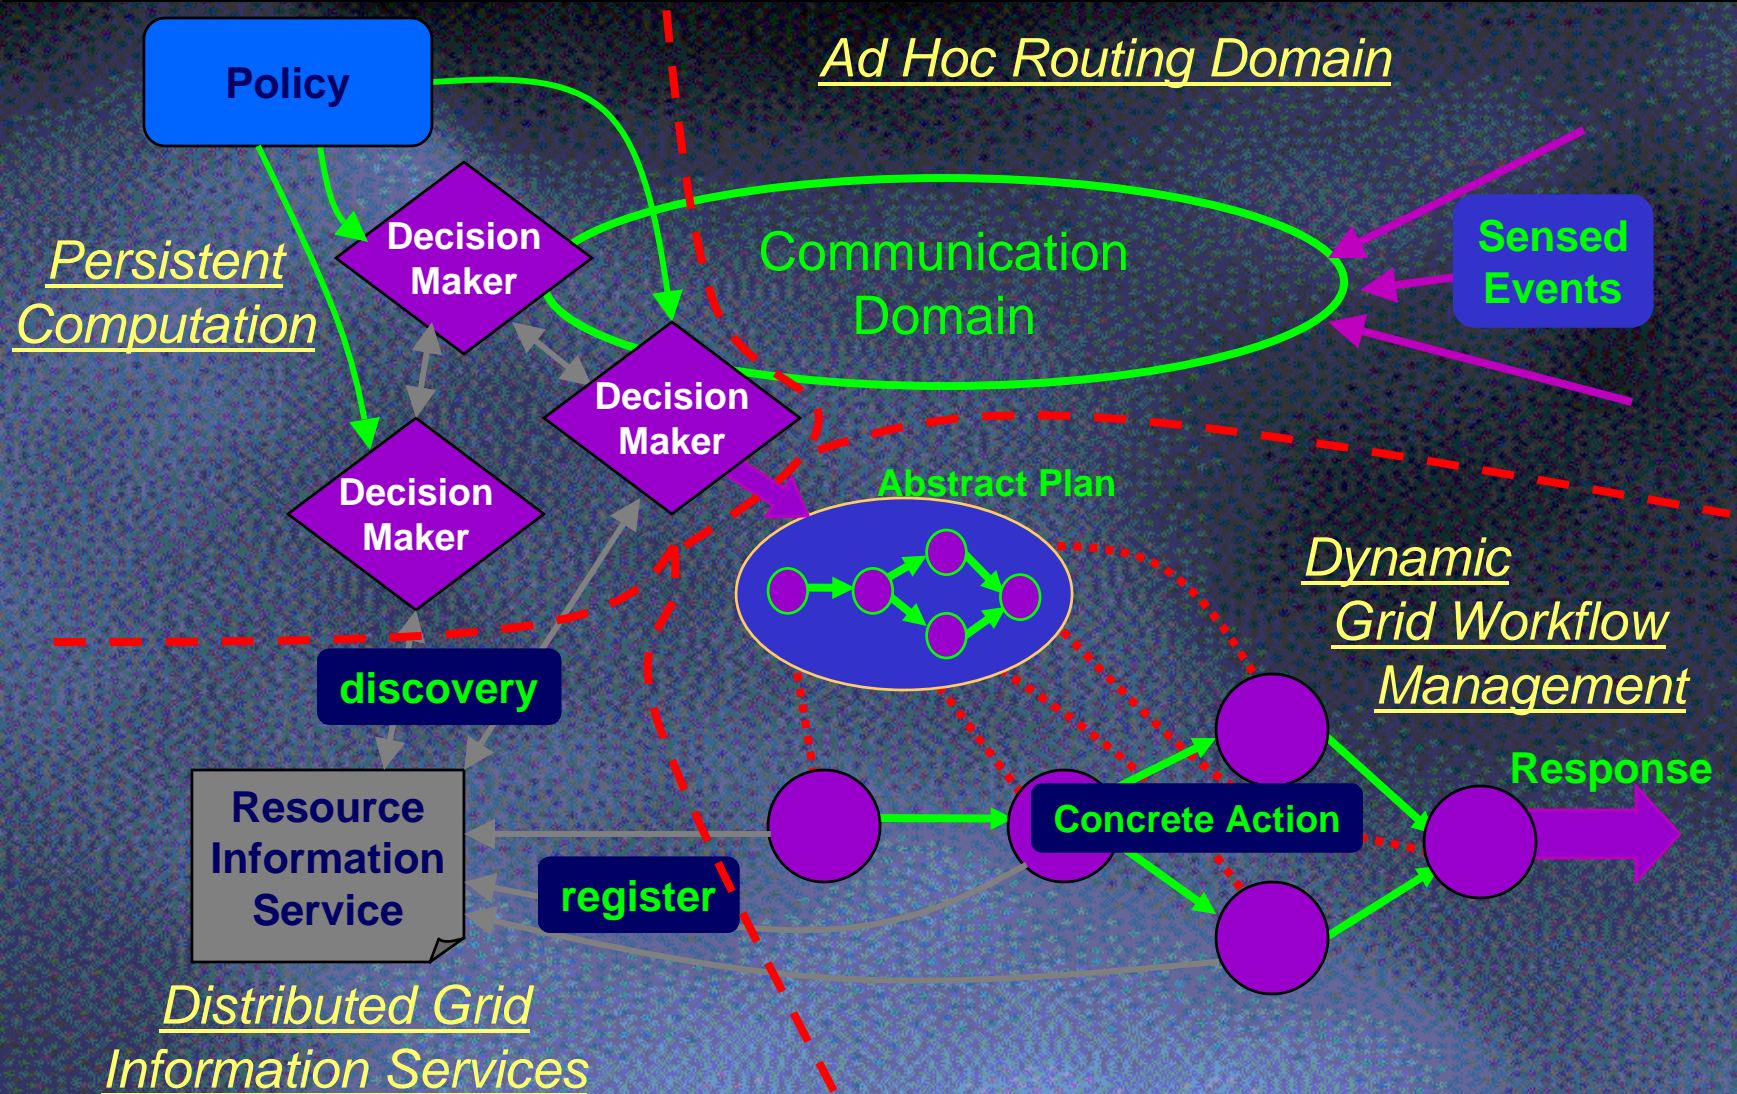 Ad Hoc Routing Domain
Policy
Persistent
Computation
Decision
Maker
Communication
Domain
Sensed
Events
Decision
Maker
Decision
Maker
Abstract Plan
Dynamic
Grid Workflow
Management
discovery
Response
Resource
Information
Service
Concrete Action
register
Distributed Grid
Information Services